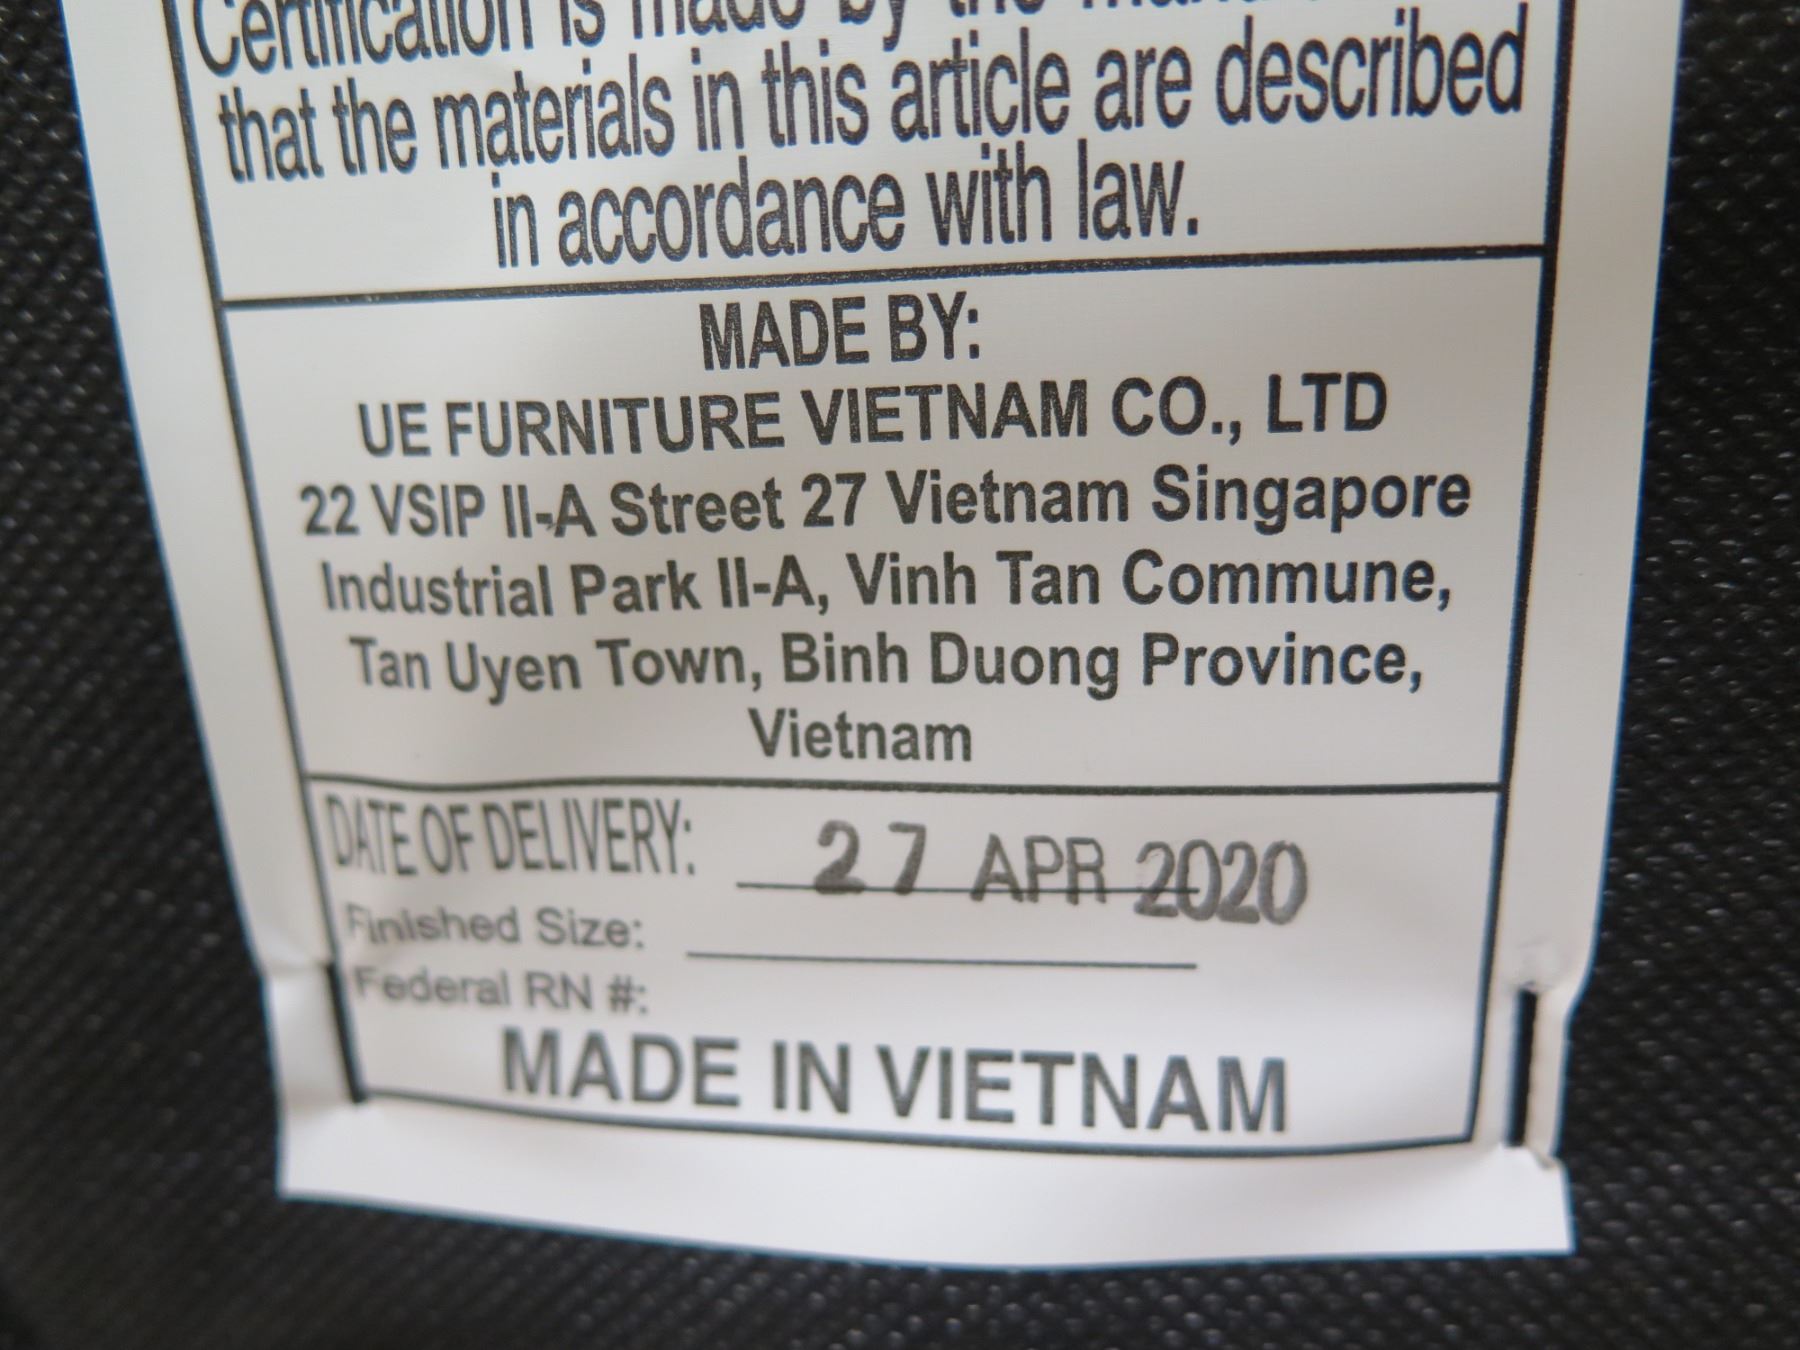 Certification is made by the
that the materials in this article are described
in accordance with law.
MADE BY:
UE FURNITURE VIETNAM CO., LTD
22 VSIP II-A Street 27 Vietnam Singapore
Industrial Park II-A, Vinh Tan Commune,
Tan Uyen Town, Binh Duong Province,
Vietnam
DATE OF DELIVERY: 27 APR 2020
Finished Size:
Federal RN #:
MADE IN VIETNAM